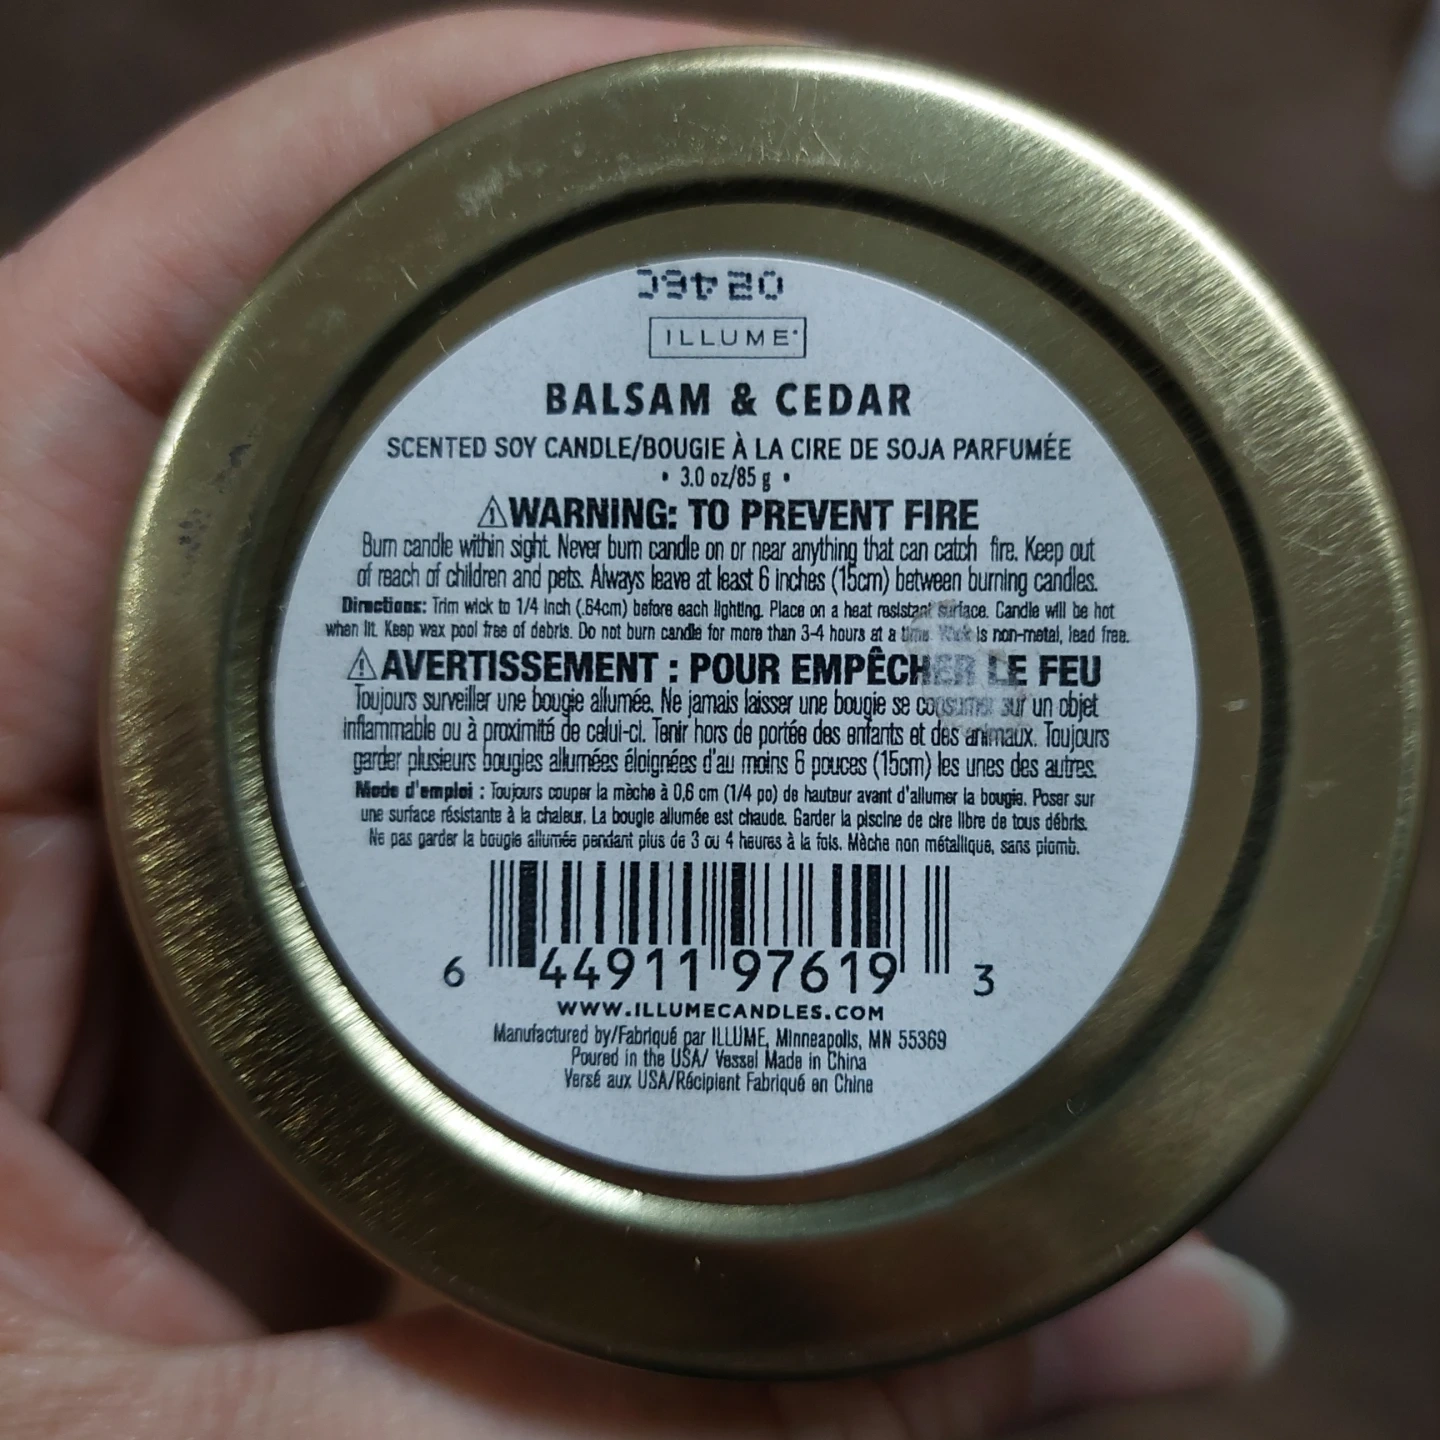 ILLUME
BALSAM & CEDAR
SCENTED SOY CANDLE/BOUGIE À LA CIRE DE SOJA PARFUMÉE
• 3.0 oz/85 g •
⚠WARNING: TO PREVENT FIRE
Burn candle within sight. Never burn candle on or near anything that can catch fire. Keep out
of reach of children and pets. Always leave at least 6 inches (15cm) between burning candles.
Directions: Trim wick to 1/4 inch (.64cm) before each lighting. Place on a heat resistant surface. Candle will be hot
when lit. Keep wax pool free of debris. Do not burn candle for more than 3-4 hours at a time. Wick is non-metal, lead free.
⚠AVERTISSEMENT : POUR EMPÊCHER LE FEU
Toujours surveiller une bougie allumée. Ne jamais laisser une bougie se consumer sur un objet
inflammable ou à proximité de celui-ci. Tenir hors de portée des enfants et des animaux. Toujours
garder plusieurs bougies allumées éloignées d'au moins 6 pouces (15cm) les unes des autres.
Mode d'emploi : Toujours couper la mèche à 0,6 cm (1/4 po) de hauteur avant d'allumer la bougie. Poser sur
une surface résistante à la chaleur. La bougie allumée est chaude. Garder la piscine de cire libre de tous débris.
Ne pas garder la bougie allumée pendant plus de 3 ou 4 heures à la fois. Mèche non métallique, sans plomb.
6 44911 97619 3
WWW.ILLUMECANDLES.COM
Manufactured by/Fabriqué par ILLUME, Minneapolis, MN 55369
Poured in the USA/ Vessel Made in China
Versé aux USA/Récipient Fabriqué en Chine